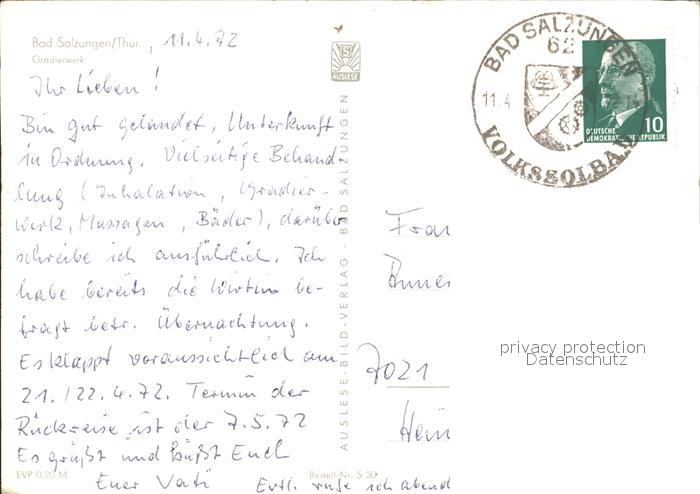 Bad Salzungen/Thür., 11.4.72
Gradierwerk
Ihr Lieben!
Bin gut gelandet, Unterkunft
in Ordnung. Vielseitige Behand-
lung (Inhalation, Gradier-
werk, Massagen, Bäder), darüber
schreibe ich ausführlich. Ich
habe bereits die Wirtin be-
fragt betr. Übernachtung.
Es klappt voraussichtlich am
21./22.4.72. Termin der
Rückreise ist der 7.5.72
Es grüßt und küßt Euch
Euer Vati
Evtl. rufe ich abend
EVP 0,20 M
Bestell-Nr. S 30
AUSLESE
AUSLESE-BILD-VERLAG · BAD SALZUNGEN
BAD SALZUNGEN
62
11.4
14
VOLKSSOLBAD
DEUTSCHE
DEMOKRATISCHE REPUBLIK
10
Frau
7021
privacy protection
Datenschutz